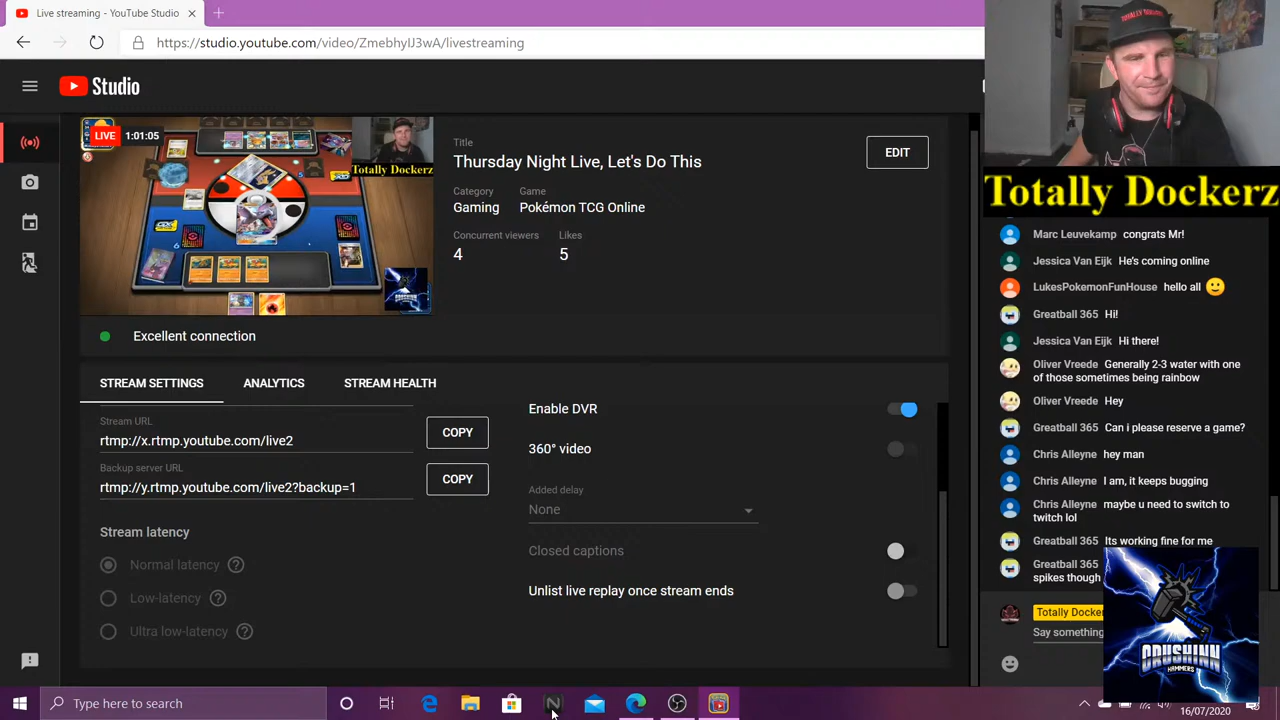 Live streaming - YouTube Studio
https://studio.youtube.com/video/ZmebhyIJ3wA/livestreaming
Studio
LIVE 1:01:05
Totally Dockerz
CRUSHINN
Title
Thursday Night Live, Let's Do This
EDIT
Category
Gaming
Game
Pokémon TCG Online
Concurrent viewers
4
Likes
5
Excellent connection
STREAM SETTINGS
ANALYTICS
STREAM HEALTH
Stream URL
rtmp://x.rtmp.youtube.com/live2
COPY
Backup server URL
rtmp://y.rtmp.youtube.com/live2?backup=1
COPY
Stream latency
Normal latency
Low-latency
Ultra low-latency
Enable DVR
360° video
Added delay
None
Closed captions
Unlist live replay once stream ends
TOTALLY
Totally Dockerz
Marc Leuvekamp congrats Mr!
Jessica Van Eijk He's coming online
LukesPokemonFunHouse hello all
Greatball 365 Hi!
Jessica Van Eijk Hi there!
Oliver Vreede Generally 2-3 water with one
of those sometimes being rainbow
Oliver Vreede Hey
Greatball 365 Can i please reserve a game?
Chris Alleyne hey man
Chris Alleyne I am, it keeps bugging
Chris Alleyne maybe u need to switch to
twitch lol
Greatball 365 Its working fine for me
Greatball 365
spikes though
Totally Docker
Say something
CRUSHINN
HAMMERS
Type here to search
16/07/2020